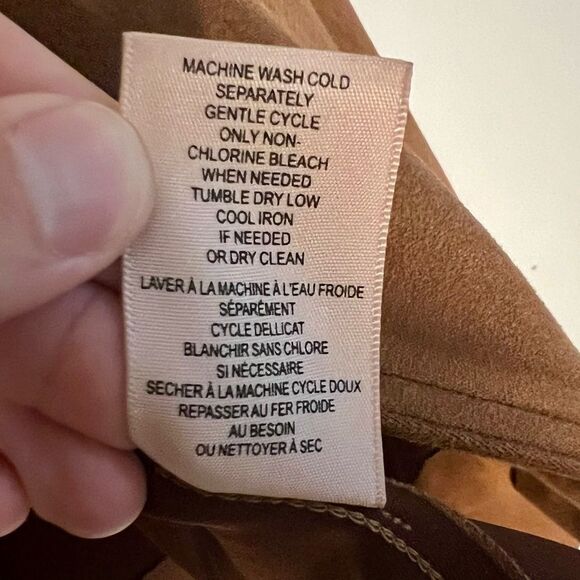 MACHINE WASH COLD
SEPARATELY
GENTLE CYCLE
ONLY NON-
CHLORINE BLEACH
WHEN NEEDED
TUMBLE DRY LOW
COOL IRON
IF NEEDED
OR DRY CLEAN
LAVER À LA MACHINE À L'EAU FROIDE
SÉPARÉMENT
CYCLE DELLICAT
BLANCHIR SANS CHLORE
SI NÉCESSAIRE
SECHER À LA MACHINE CYCLE DOUX
REPASSER AU FER FROIDE
AU BESOIN
OU NETTOYER À SEC